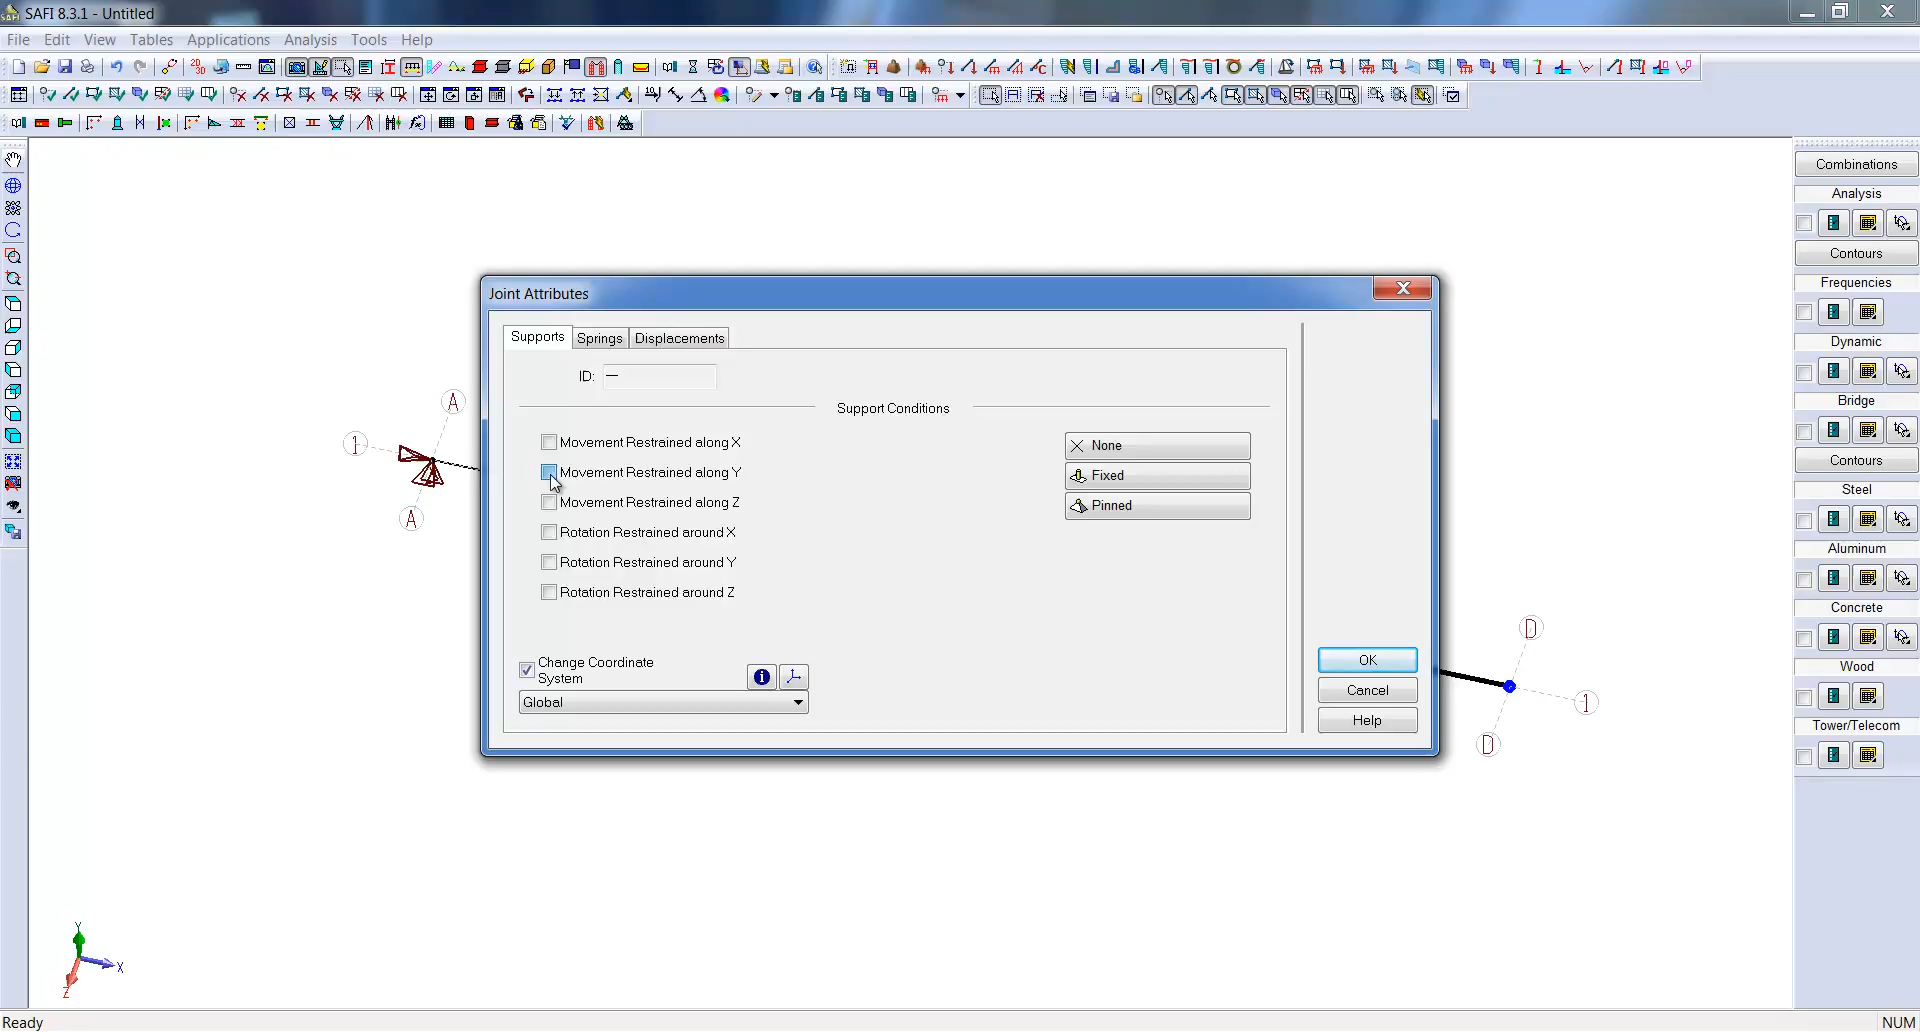 SAFI 8.3.1 - Untitled
File Edit View Tables Applications Analysis Tools Help
Combinations
Analysis
Contours
Frequencies
Dynamic
Bridge
Contours
Steel
Aluminum
Concrete
Wood
Tower/Telecom
Joint Attributes
Supports Springs Displacements
ID: —
Support Conditions
Movement Restrained along X
Movement Restrained along Y
Movement Restrained along Z
Rotation Restrained around X
Rotation Restrained around Y
Rotation Restrained around Z
None
Fixed
Pinned
Change Coordinate
System
Global
OK
Cancel
Help
A
1
A
D
1
D
Y
X
Z
Ready NUM